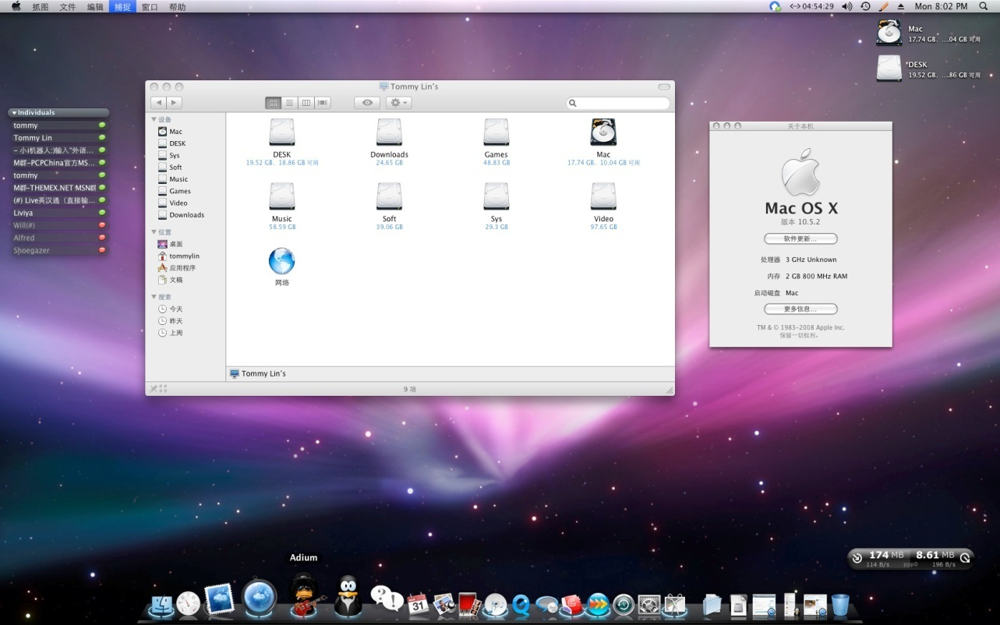 抓图 文件 编辑 捕捉 窗口 帮助
04:54:29 Mon 8:02 PM
Mac
17.74 GB, ....04 GB 可用
DESK
19.52 GB, ....86 GB 可用
Individuals
tommy
Tommy Lin
- 小i机器人:)输入"外语...
M群-PCPChina官方MS...
tommy
M群-THEMEX.NET MSN群
(#) Live英汉通（直接输...
Liviya
Will(#)
Alfred
Shoegazer
Tommy Lin's
设备
Mac
DESK
Sys
Soft
Music
Games
Video
Downloads
位置
桌面
tommylin
应用程序
文稿
搜索
今天
昨天
上周
DESK Downloads Games Mac
19.52 GB, 18.86 GB 可用 24.65 GB 48.83 GB 17.74 GB, 10.04 GB 可用
Music Soft Sys Video
58.59 GB 39.06 GB 29.3 GB 97.65 GB
网络
Tommy Lin's
9 项
关于本机
Mac OS X
版本 10.5.2
软件更新...
处理器 3 GHz Unknown
内存 2 GB 800 MHz RAM
启动磁盘 Mac
更多信息...
TM & © 1983-2008 Apple Inc.
保留一切权利。
174 MB 8.61 MB
114 B/s ppp0 196 B/s
Adium
31